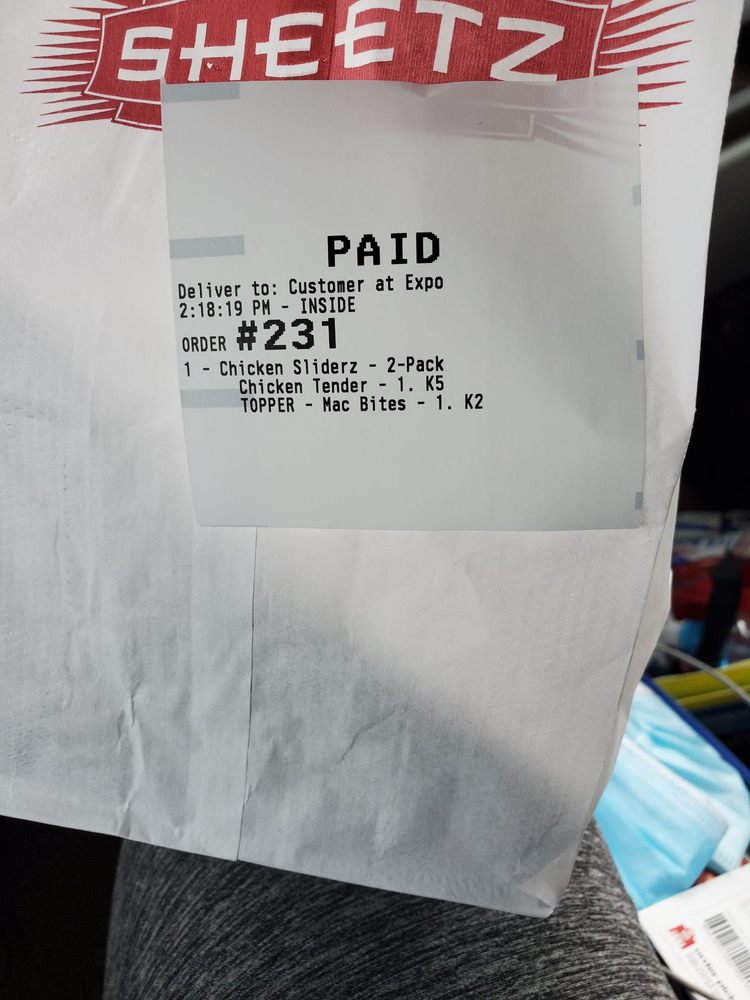 SHEETZ
PAID
Deliver to: Customer at Expo
2:18:19 PM - INSIDE
ORDER #231
1 - Chicken Sliderz - 2-Pack
Chicken Tender - 1. K5
TOPPER - Mac Bites - 1. K2